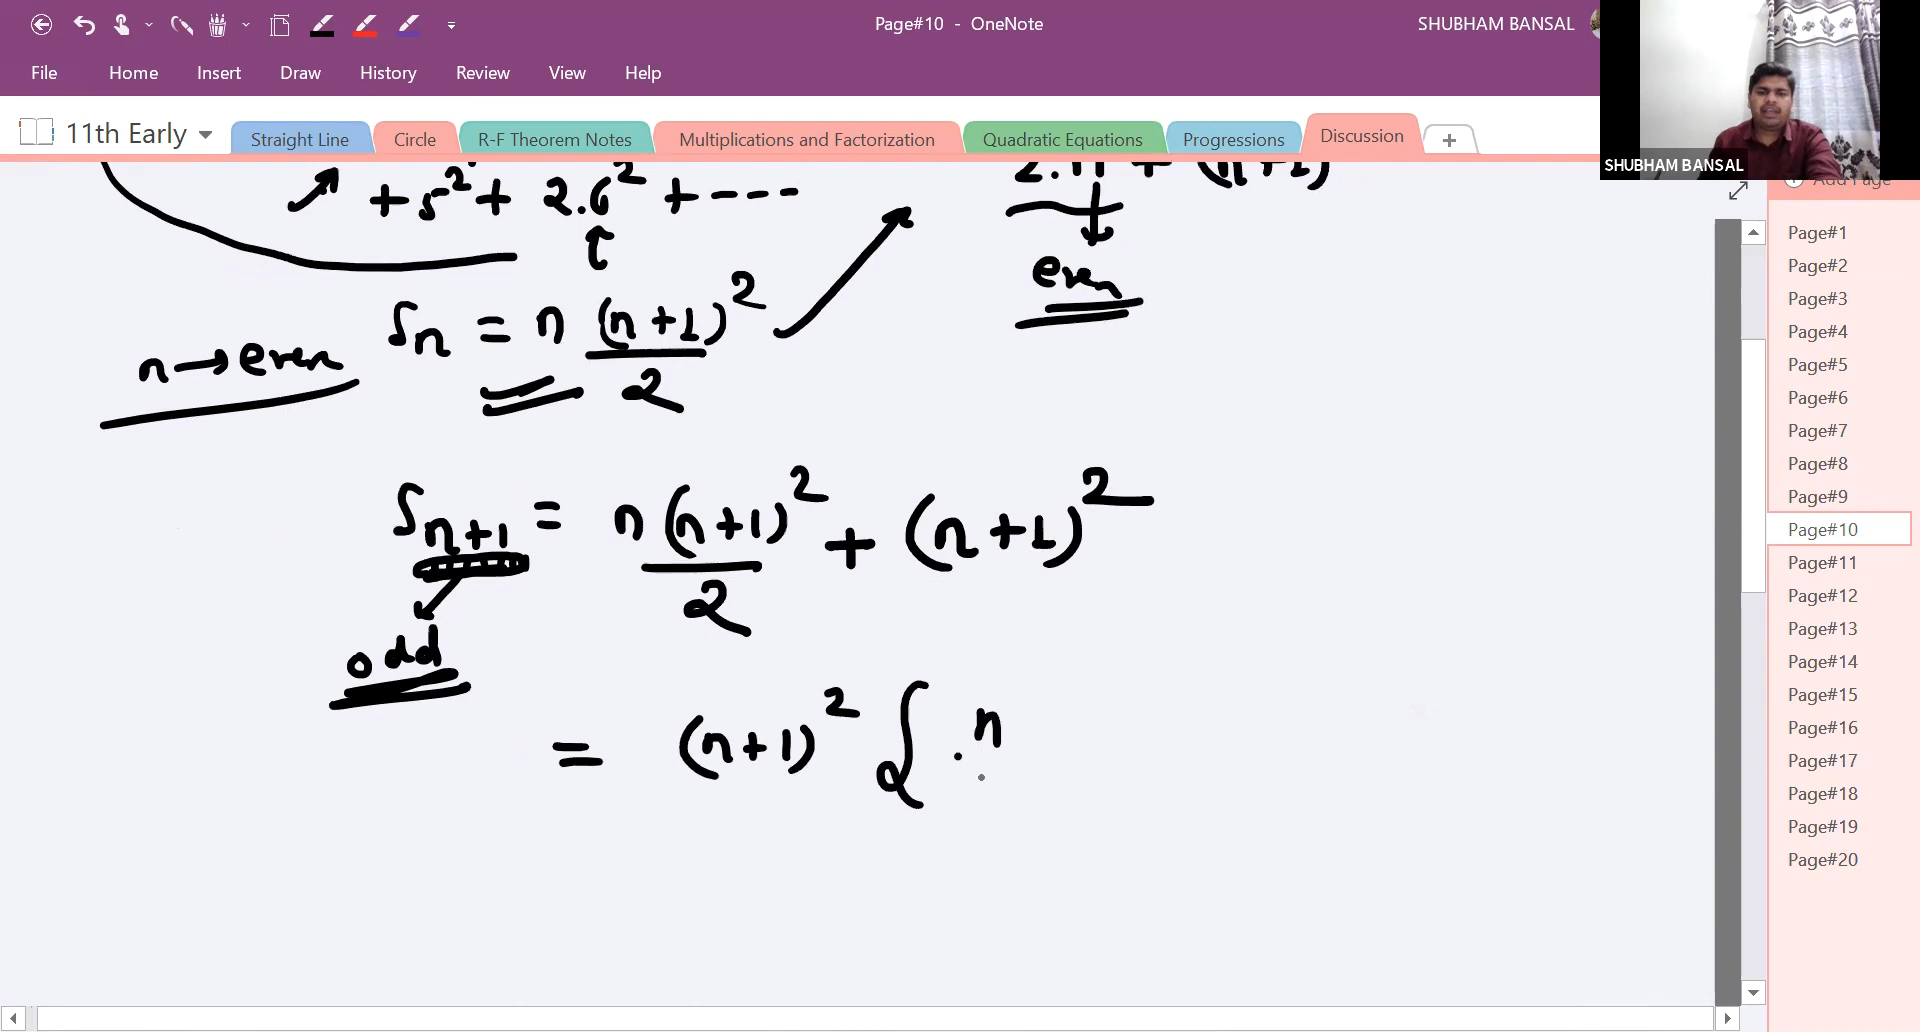 Page#10 - OneNote
SHUBHAM BANSAL
File Home Insert Draw History Review View Help
SHUBHAM BANSAL
11th Early
Straight Line Circle R-F Theorem Notes Multiplications and Factorization Quadratic Equations Progressions Discussion +
Add Page
+ 5² + 2.6² + ----
even
n → even
Sn = n (n+1)² / 2
Sn+1 = n (n+1)² / 2 + (n+1)²
odd
= (n+1)² { n
Page#1
Page#2
Page#3
Page#4
Page#5
Page#6
Page#7
Page#8
Page#9
Page#10
Page#11
Page#12
Page#13
Page#14
Page#15
Page#16
Page#17
Page#18
Page#19
Page#20